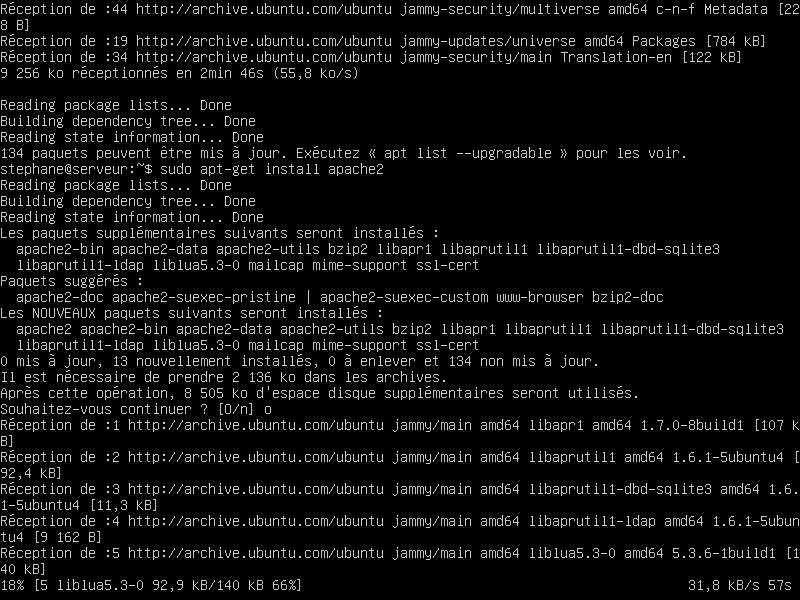 Réception de :44 http://archive.ubuntu.com/ubuntu jammy-security/multiverse amd64 c-n-f Metadata [22
8 B]
Réception de :19 http://archive.ubuntu.com/ubuntu jammy-updates/universe amd64 Packages [784 kB]
Réception de :34 http://archive.ubuntu.com/ubuntu jammy-security/main Translation-en [122 kB]
9 256 ko réceptionnés en 2min 46s (55,8 ko/s)
Reading package lists... Done
Building dependency tree... Done
Reading state information... Done
134 paquets peuvent être mis à jour. Exécutez « apt list --upgradable » pour les voir.
stephane@serveur:~$ sudo apt-get install apache2
Reading package lists... Done
Building dependency tree... Done
Reading state information... Done
Les paquets supplémentaires suivants seront installés :
  apache2-bin apache2-data apache2-utils bzip2 libapr1 libaprutil1 libaprutil1-dbd-sqlite3
  libaprutil1-ldap liblua5.3-0 mailcap mime-support ssl-cert
Paquets suggérés :
  apache2-doc apache2-suexec-pristine | apache2-suexec-custom www-browser bzip2-doc
Les NOUVEAUX paquets suivants seront installés :
  apache2 apache2-bin apache2-data apache2-utils bzip2 libapr1 libaprutil1 libaprutil1-dbd-sqlite3
  libaprutil1-ldap liblua5.3-0 mailcap mime-support ssl-cert
0 mis à jour, 13 nouvellement installés, 0 à enlever et 134 non mis à jour.
Il est nécessaire de prendre 2 136 ko dans les archives.
Après cette opération, 8 505 ko d'espace disque supplémentaires seront utilisés.
Souhaitez-vous continuer ? [O/n] o
Réception de :1 http://archive.ubuntu.com/ubuntu jammy/main amd64 libapr1 amd64 1.7.0-8build1 [107 k
B]
Réception de :2 http://archive.ubuntu.com/ubuntu jammy/main amd64 libaprutil1 amd64 1.6.1-5ubuntu4 [
92,4 kB]
Réception de :3 http://archive.ubuntu.com/ubuntu jammy/main amd64 libaprutil1-dbd-sqlite3 amd64 1.6.
1-5ubuntu4 [11,3 kB]
Réception de :4 http://archive.ubuntu.com/ubuntu jammy/main amd64 libaprutil1-ldap amd64 1.6.1-5ubun
tu4 [9 162 B]
Réception de :5 http://archive.ubuntu.com/ubuntu jammy/main amd64 liblua5.3-0 amd64 5.3.6-1build1 [1
40 kB]
18% [5 liblua5.3-0 92,9 kB/140 kB 66%] 31,8 kB/s 57s